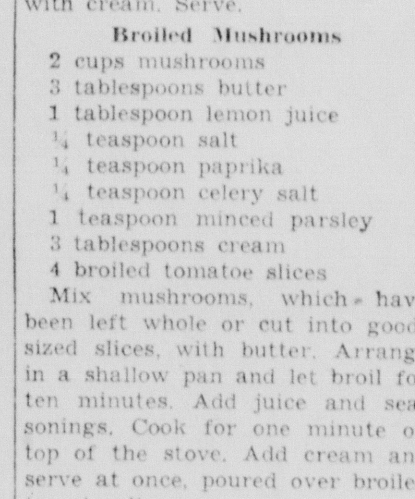 with cream. Serve.
Broiled Mushrooms
2 cups mushrooms
3 tablespoons butter
1 tablespoon lemon juice
¼ teaspoon salt
¼ teaspoon paprika
¼ teaspoon celery salt
1 teaspoon minced parsley
3 tablespoons cream
4 broiled tomatoe slices
Mix mushrooms, which hav
been left whole or cut into good
sized slices, with butter. Arrang
in a shallow pan and let broil fo
ten minutes. Add juice and sea
sonings. Cook for one minute o
top of the stove. Add cream an
serve at once, poured over broile